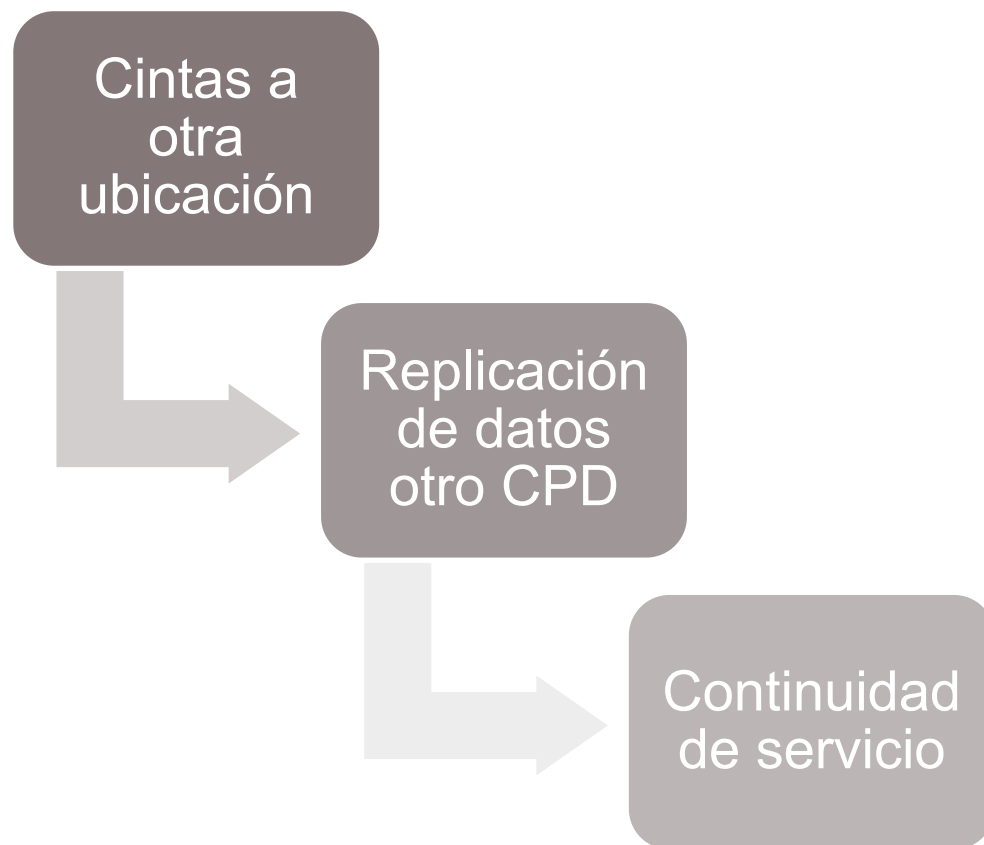 Cintas a
otra
ubicación
Replicación
de datos
otro CPD
Continuidad
de servicio